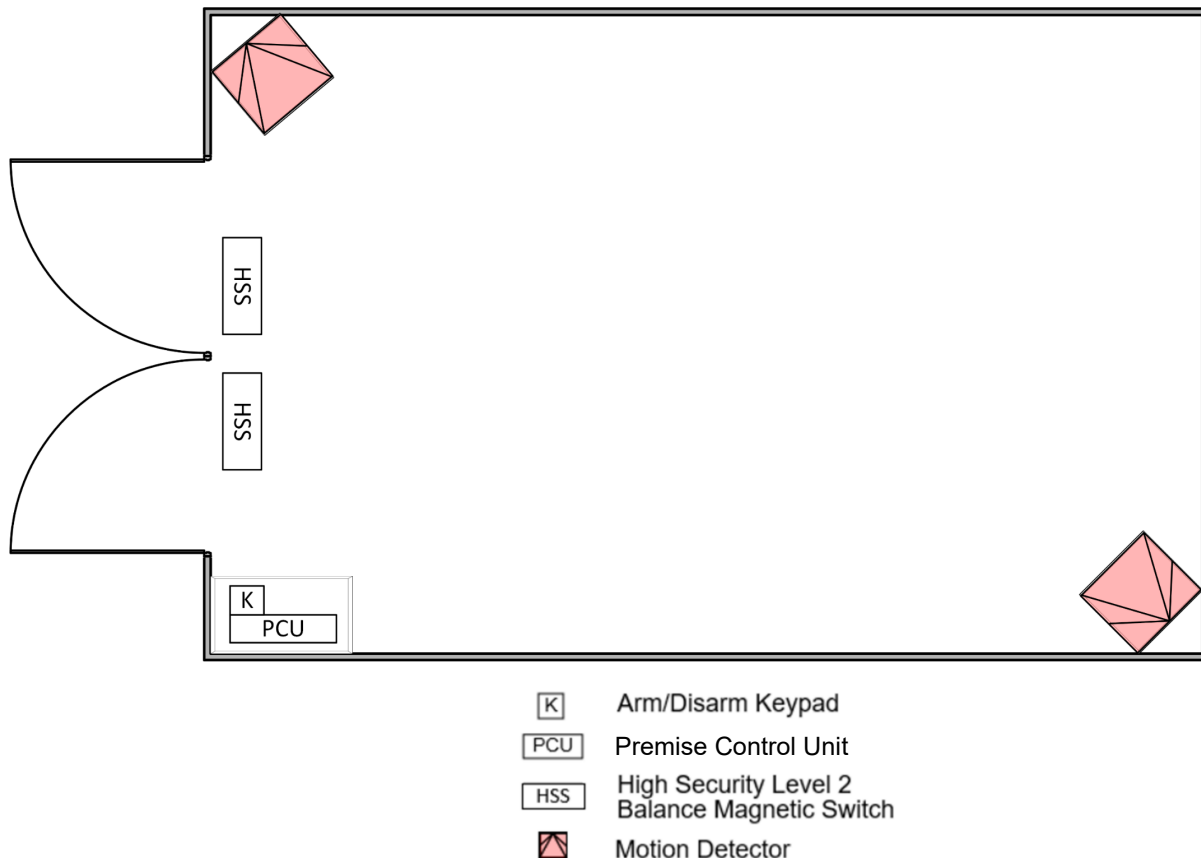 HSS
HSS
K
PCU
K Arm/Disarm Keypad
PCU Premise Control Unit
HSS High Security Level 2
Balance Magnetic Switch
Motion Detector